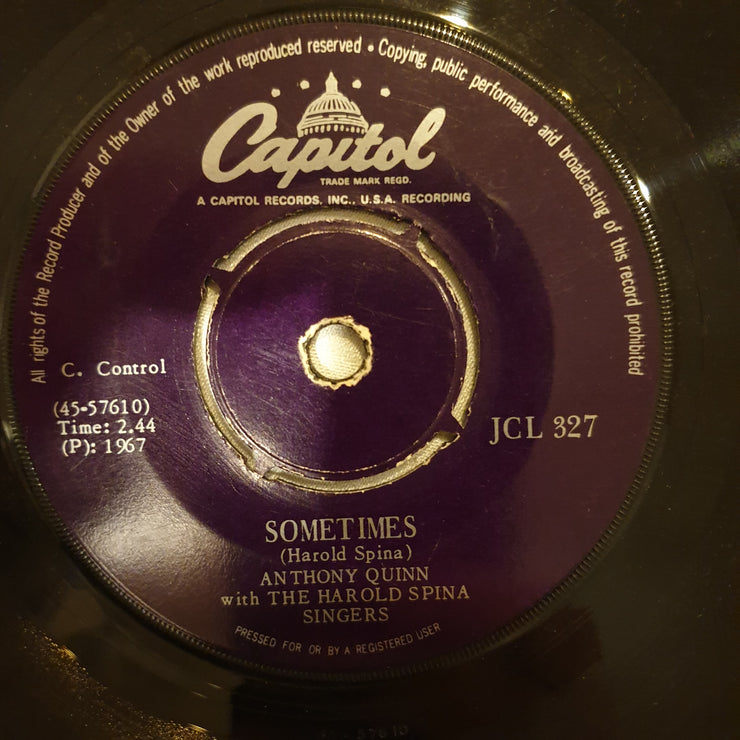 All rights of the Record Producer and of the Owner of the work reproduced reserved • Copying, public performance and broadcasting of this record prohibited
Capitol
TRADE MARK REGD.
A CAPITOL RECORDS, INC., U.S.A. RECORDING
C. Control
(45-57610)
Time: 2.44
(P): 1967
JCL 327
SOMETIMES
(Harold Spina)
ANTHONY QUINN
with THE HAROLD SPINA
SINGERS
PRESSED FOR OR BY A REGISTERED USER